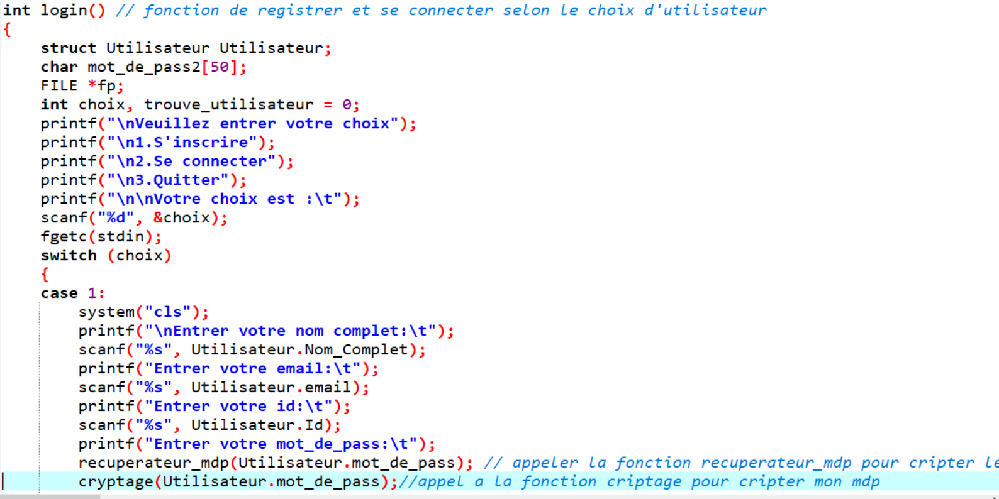 int login() // fonction de registrer et se connecter selon le choix d'utilisateur
{
    struct Utilisateur Utilisateur;
    char mot_de_pass2[50];
    FILE *fp;
    int choix, trouve_utilisateur = 0;
    printf("\nVeuillez entrer votre choix");
    printf("\n1.S'inscrire");
    printf("\n2.Se connecter");
    printf("\n3.Quitter");
    printf("\n\nVotre choix est :\t");
    scanf("%d", &choix);
    fgetc(stdin);
    switch (choix)
    {
    case 1:
        system("cls");
        printf("\nEntrer votre nom complet:\t");
        scanf("%s", Utilisateur.Nom_Complet);
        printf("Entrer votre email:\t");
        scanf("%s", Utilisateur.email);
        printf("Entrer votre id:\t");
        scanf("%s", Utilisateur.Id);
        printf("Entrer votre mot_de_pass:\t");
        recuperateur_mdp(Utilisateur.mot_de_pass); // appeler la fonction recuperateur_mdp pour cripter
        cryptage(Utilisateur.mot_de_pass);//appel a la fonction criptage pour cripter mon mdp